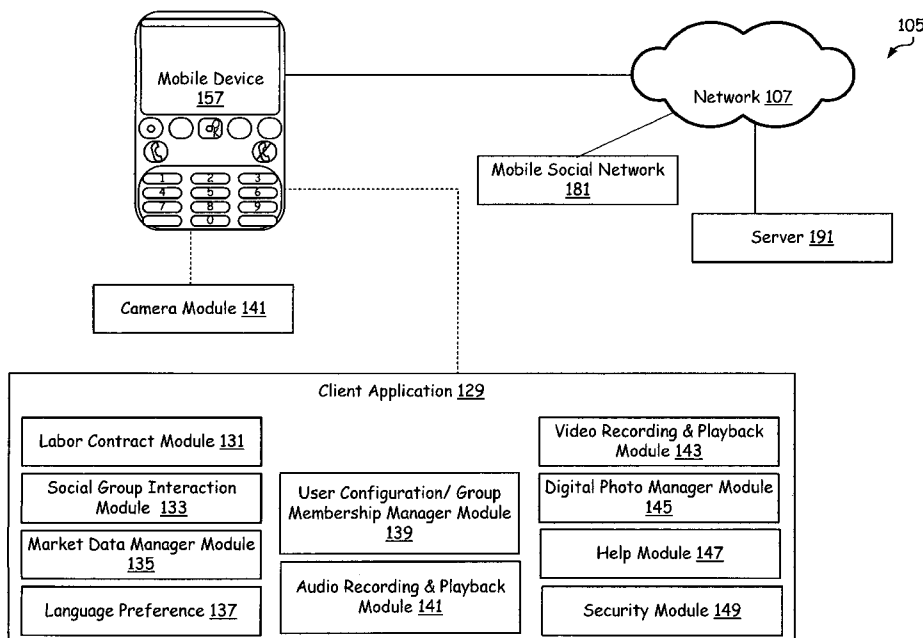 105
Mobile Device
157
Network 107
1 2 3
4 5 6
7 8 9
0
Mobile Social Network
181
Server 191
Camera Module 141
Client Application 129
Labor Contract Module 131
Social Group Interaction
Module 133
Market Data Manager Module
135
Language Preference 137
User Configuration/ Group
Membership Manager Module
139
Audio Recording & Playback
Module 141
Video Recording & Playback
Module 143
Digital Photo Manager Module
145
Help Module 147
Security Module 149